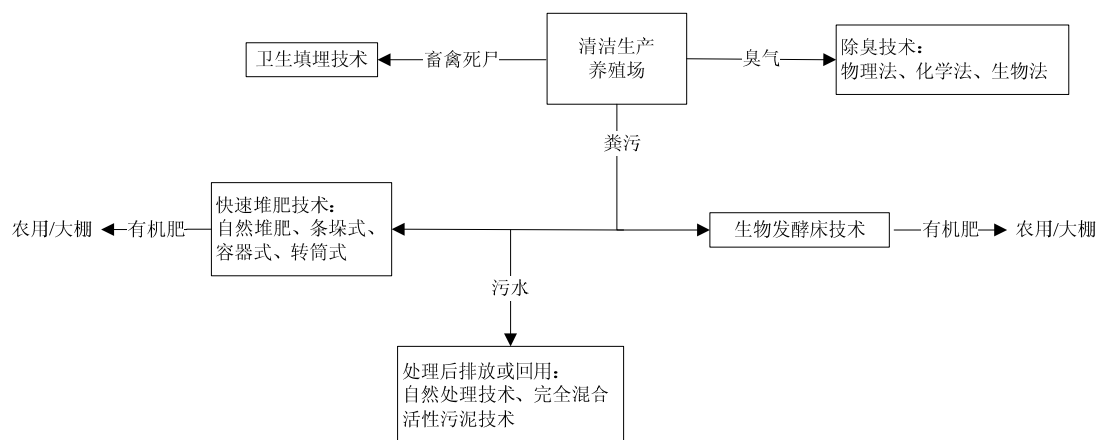 清洁生产
养殖场
卫生填埋技术
畜禽死尸
臭气
除臭技术：
物理法、化学法、生物法
粪污
快速堆肥技术：
自然堆肥、条垛式、
容器式、转筒式
有机肥
农用/大棚
生物发酵床技术
有机肥
农用/大棚
污水
处理后排放或回用：
自然处理技术、完全混合
活性污泥技术